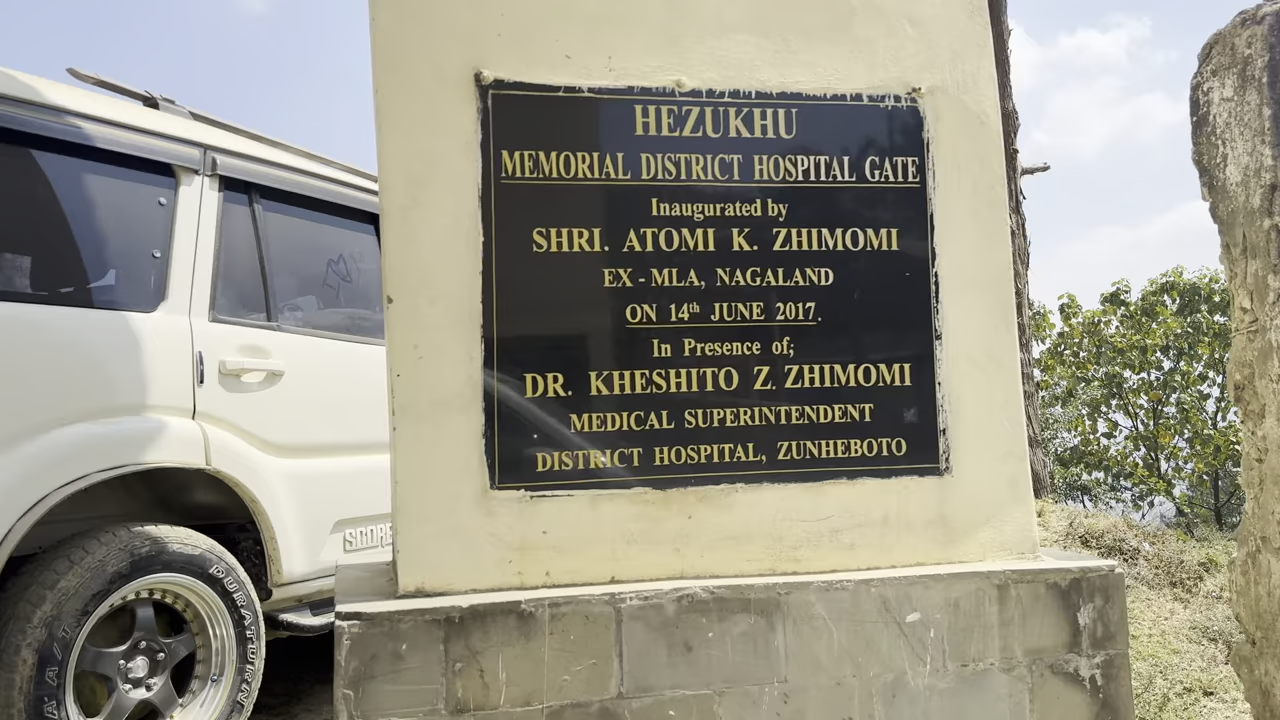 HEZUKHU
MEMORIAL DISTRICT HOSPITAL GATE
Inaugurated by
SHRI. ATOMI K. ZHIMOMI
EX - MLA, NAGALAND
ON 14th JUNE 2017.
In Presence of;
DR. KHESHITO Z. ZHIMOMI
MEDICAL SUPERINTENDENT
DISTRICT HOSPITAL, ZUNHEBOTO
DURATURN
A/T